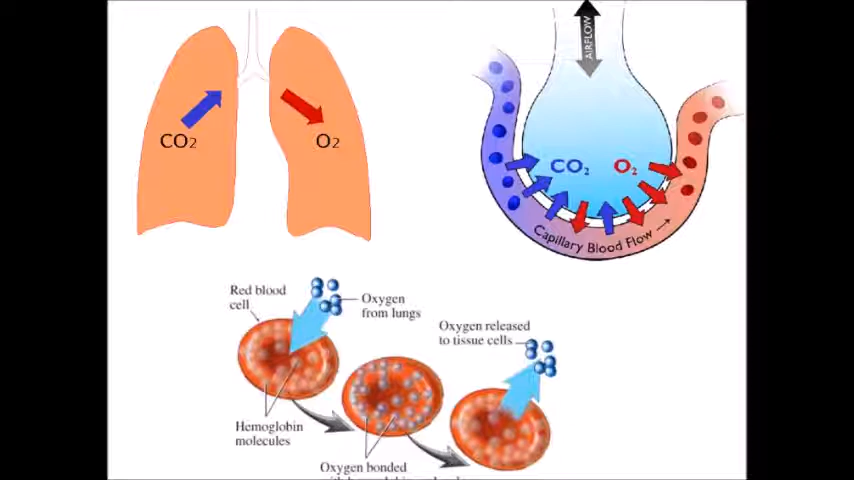 CO2
O2
AIRFLOW
CO2
O2
Capillary Blood Flow →
Red blood
cell
Oxygen
from lungs
Oxygen released
to tissue cells
Hemoglobin
molecules
Oxygen bonded